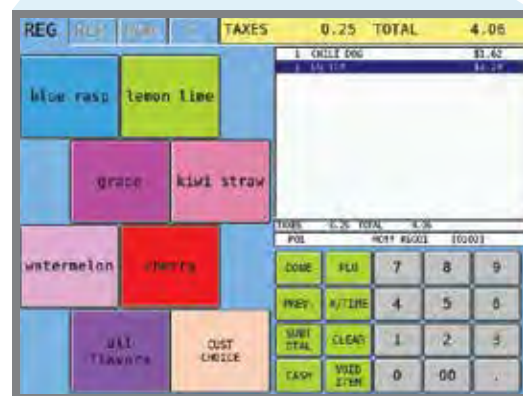 REG TAXES 0.25 TOTAL 4.06
1 CHILI DOG $1.62
blue rasp
lemon lime
grape
kiwi straw
TAXES 0.25 TOTAL 4.06
watermelon
cherry
DONE PLU 7 8 9
PREV. 4 5 6
SUBT
OTAL
CLEAR 1 2 3
all
flavors
CUST
CHOICE
CASH
VOID
ITEM
0 00 .